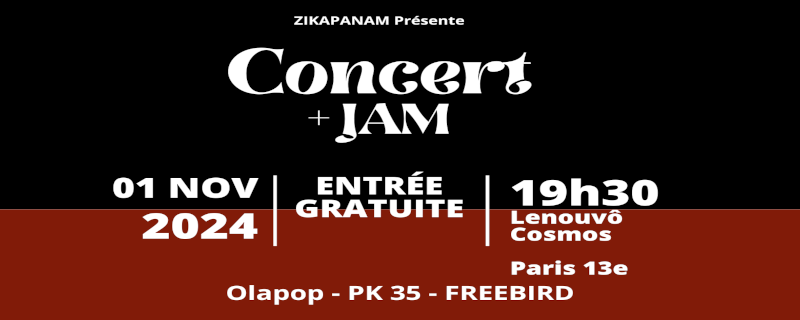 ZIKAPANAM Présente
Concert
+ JAM
01 NOV
2024
ENTRÉE
GRATUITE
19h30
Lenouvô
Cosmos
Paris 13e
Olapop - PK 35 - FREEBIRD